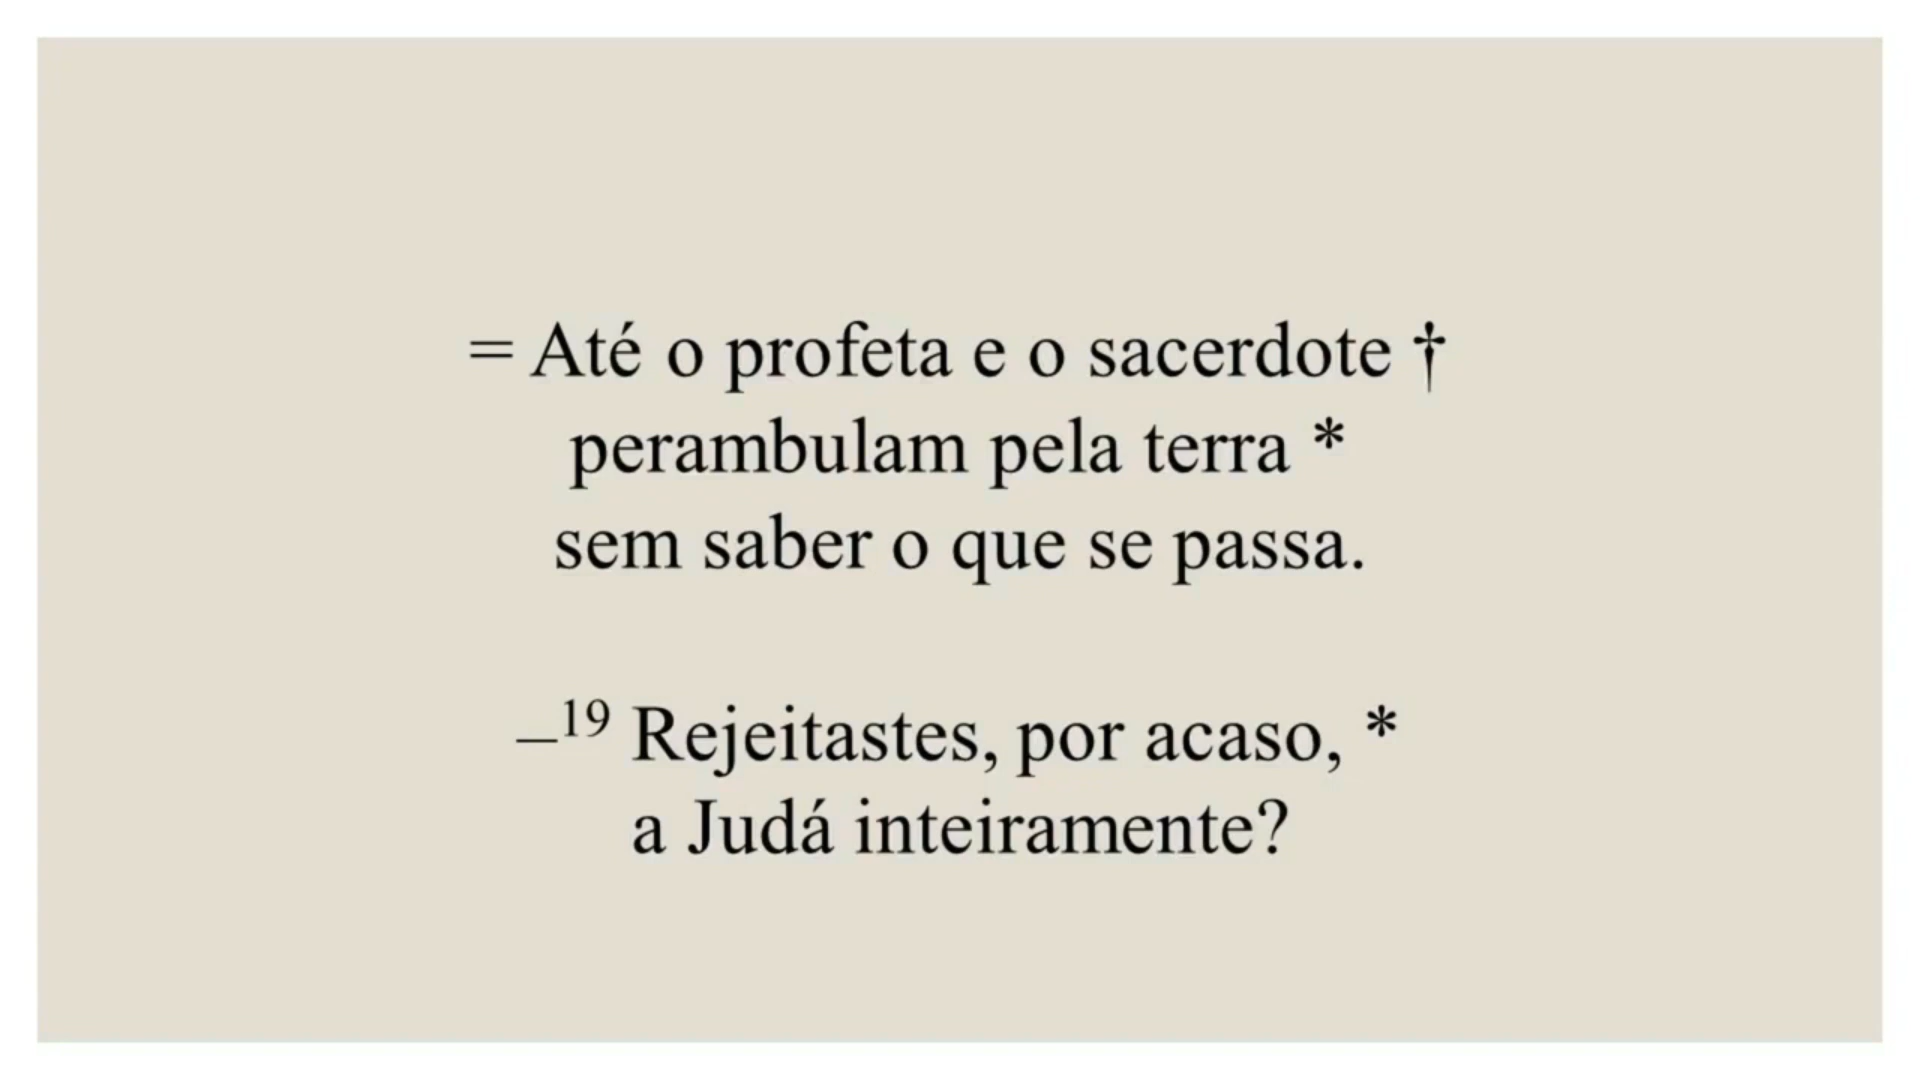 = Até o profeta e o sacerdote †
perambulam pela terra *
sem saber o que se passa.
–¹⁹ Rejeitastes, por acaso, *
a Judá inteiramente?